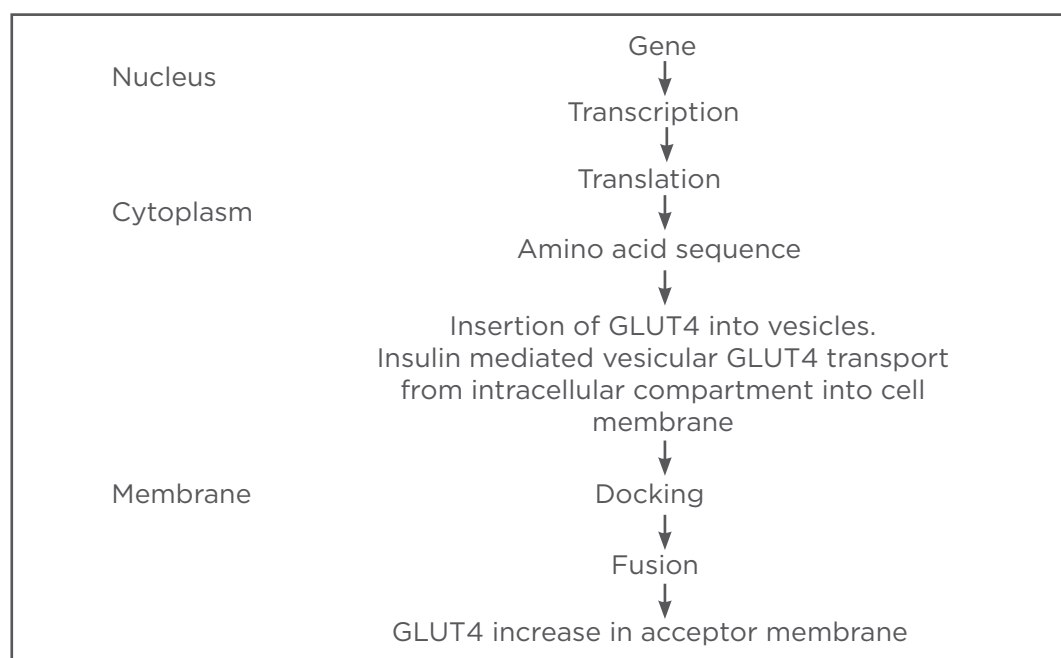 Gene
Nucleus
Transcription
Translation
Cytoplasm
Amino acid sequence
Insertion of GLUT4 into vesicles.
Insulin mediated vesicular GLUT4 transport
from intracellular compartment into cell
membrane
Membrane
Docking
Fusion
GLUT4 increase in acceptor membrane